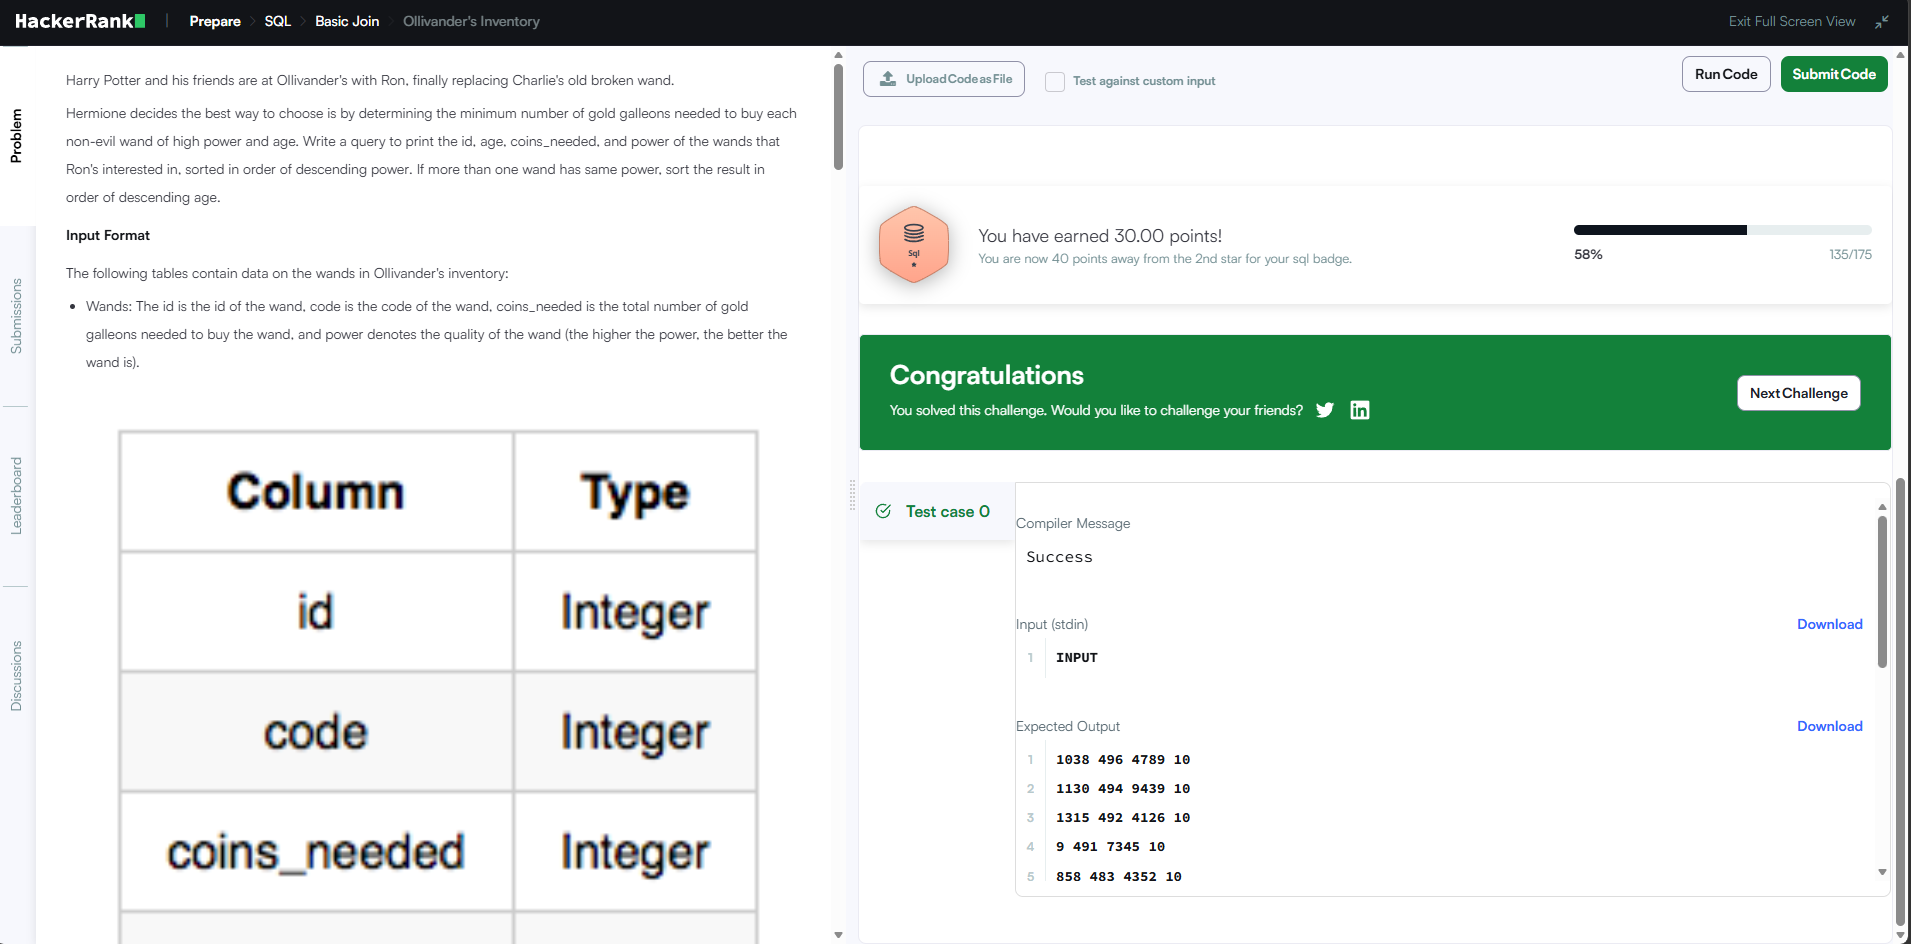 HackerRank
Prepare
SQL
Basic Join
Ollivander's Inventory
Exit Full Screen View
Problem
Submissions
Leaderboard
Discussions
Harry Potter and his friends are at Ollivander's with Ron, finally replacing Charlie's old broken wand.
Hermione decides the best way to choose is by determining the minimum number of gold galleons needed to buy each
non-evil wand of high power and age. Write a query to print the id, age, coins_needed, and power of the wands that
Ron's interested in, sorted in order of descending power. If more than one wand has same power, sort the result in
order of descending age.
Input Format
The following tables contain data on the wands in Ollivander's inventory:
Wands: The id is the id of the wand, code is the code of the wand, coins_needed is the total number of gold
galleons needed to buy the wand, and power denotes the quality of the wand (the higher the power, the better the
wand is).
Column Type
id Integer
code Integer
coins_needed Integer
Upload Code as File
Test against custom input
Run Code
Submit Code
Sql
You have earned 30.00 points!
You are now 40 points away from the 2nd star for your sql badge.
58%
135/175
Congratulations
You solved this challenge. Would you like to challenge your friends?
Next Challenge
Test case 0
Compiler Message
Success
Input (stdin)
Download
1 INPUT
Expected Output
Download
1 1038 496 4789 10
2 1130 494 9439 10
3 1315 492 4126 10
4 9 491 7345 10
5 858 483 4352 10